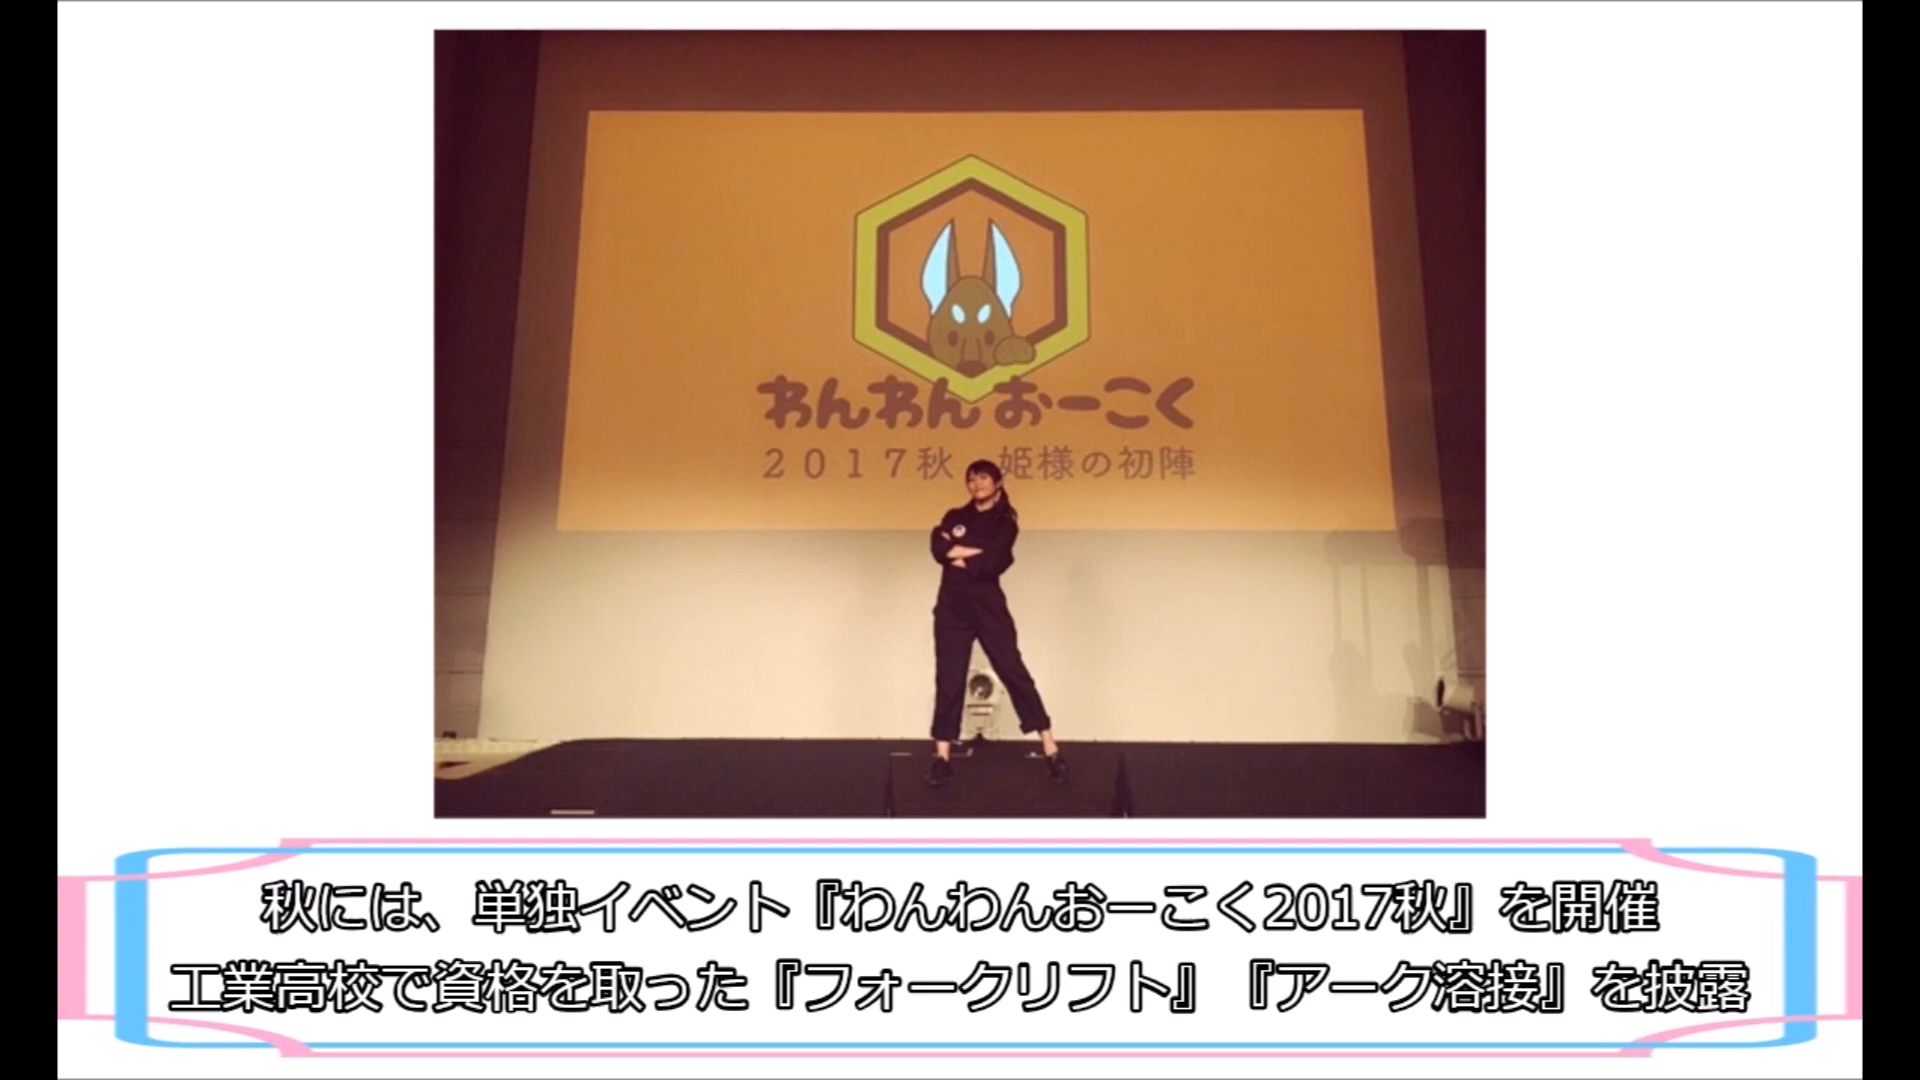 わんわんおーこく
2017秋 姫様の初陣
秋には、単独イベント『わんわんおーこく2017秋』を開催
工業高校で資格を取った『フォークリフト』『アーク溶接』を披露